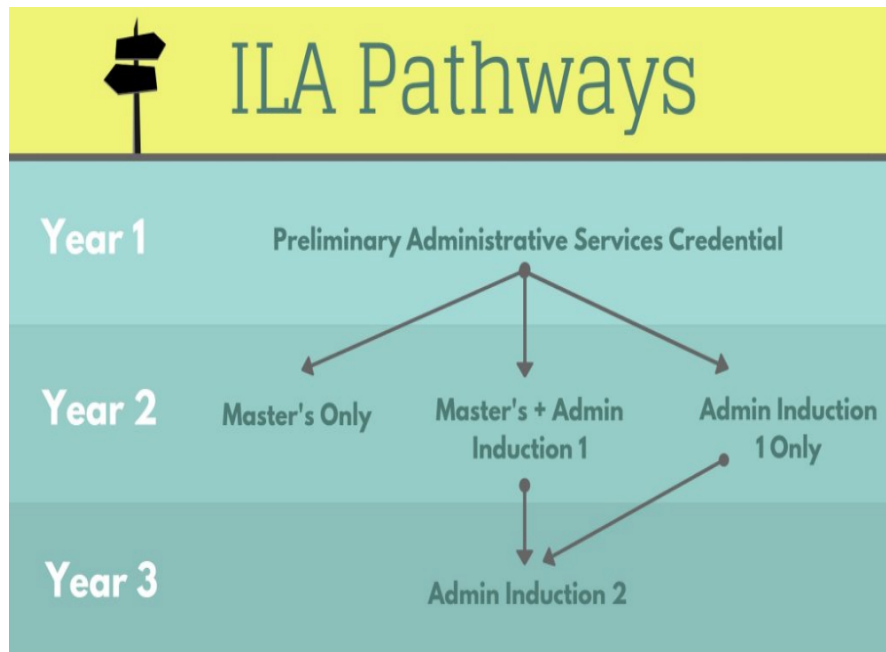 ILA Pathways
Year 1
Preliminary Administrative Services Credential
Year 2
Master's Only
Master's + Admin
Induction 1
Admin Induction
1 Only
Year 3
Admin Induction 2